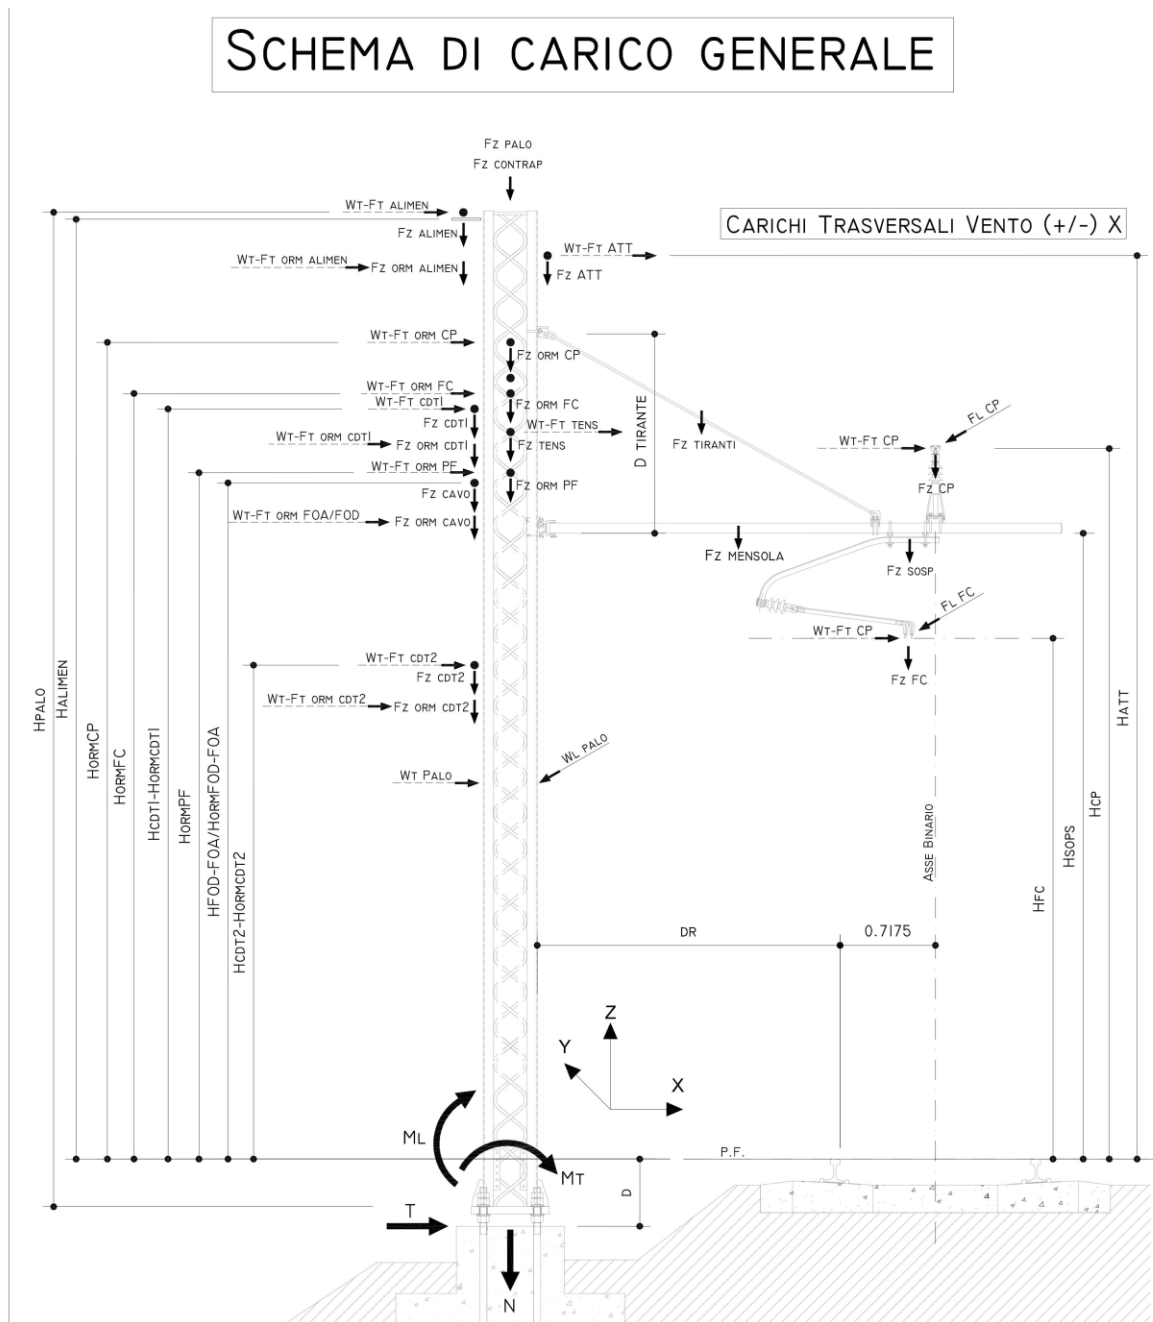 SCHEMA DI CARICO GENERALE
FZ PALO
FZ CONTRAP
WT-FT ALIMEN
FZ ALIMEN
CARICHI TRASVERSALI VENTO (+/-) X
WT-FT ATT
WT-FT ORM ALIMEN
FZ ORM ALIMEN
FZ ATT
WT-FT ORM CP
FZ ORM CP
WT-FT ORM FC
WT-FT CDT1
FZ ORM FC
FL CP
FZ CDT1
WT-FT TENS
D TIRANTE
WT-FT ORM CDT1
FZ ORM CDT1
FZ TENS
FZ TIRANTI
WT-FT CP
WT-FT ORM PF
FZ ORM PF
FZ CP
FZ CAVO
WT-FT ORM FOA/FOD
FZ ORM CAVO
FZ MENSOLA
FZ SOSP
FL FC
WT-FT CP
WT-FT CDT2
FZ CDT2
FZ FC
WT-FT ORM CDT2
FZ ORM CDT2
HPALO
HALIMEN
HORMCP
HORMFC
HCDT1-HORMCDT1
HORMPF
HFOD-FOA/HORMFOD-FOA
HCDT2-HORMCDT2
WT PALO
WL PALO
ASSE BINARIO
HFC
HSOPS
HCP
HATT
DR
0.7175
Z
Y
X
ML
MT
P.F.
D
T
N